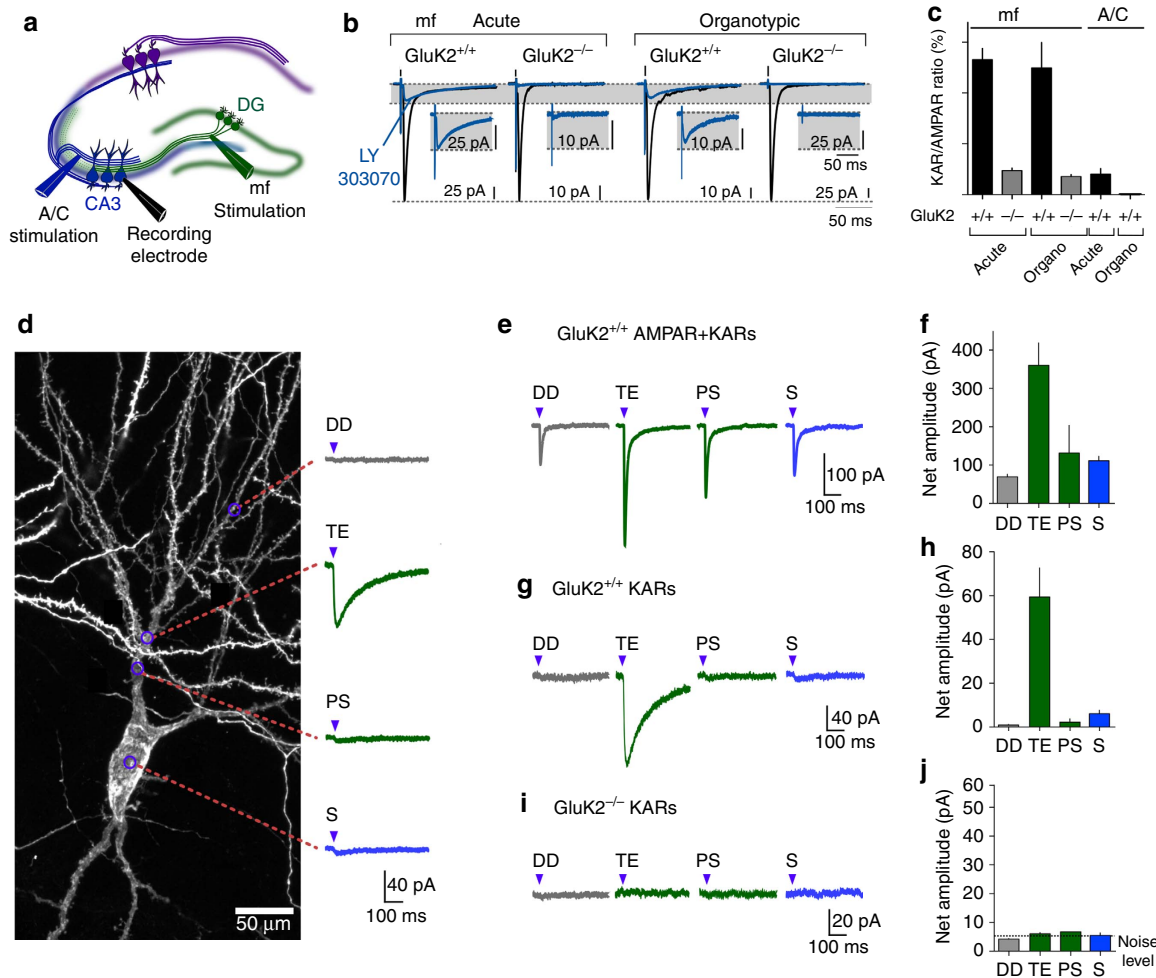 a
DG
mf
Stimulation
A/C
stimulation
CA3
Recording
electrode
b
mf Acute
Organotypic
GluK2+/+
GluK2−/−
GluK2+/+
GluK2−/−
25 pA
10 pA
10 pA
25 pA
50 ms
LY
303070
25 pA
10 pA
10 pA
25 pA
50 ms
c
mf
A/C
KAR/AMPAR ratio (%)
GluK2
+/+ −/− +/+ −/− +/+ +/+
Acute
Organo
Acute
Organo
d
DD
TE
PS
S
40 pA
100 ms
50 µm
e
GluK2+/+ AMPAR+KARs
DD
TE
PS
S
100 pA
100 ms
f
Net amplitude (pA)
400
300
200
100
0
DD TE PS S
g
GluK2+/+ KARs
DD
TE
PS
S
40 pA
100 ms
h
Net amplitude (pA)
80
60
40
20
0
DD TE PS S
i
GluK2−/− KARs
DD
TE
PS
S
20 pA
100 ms
j
Net amplitude (pA)
60
50
40
30
20
10
0
DD TE PS S
Noise
level